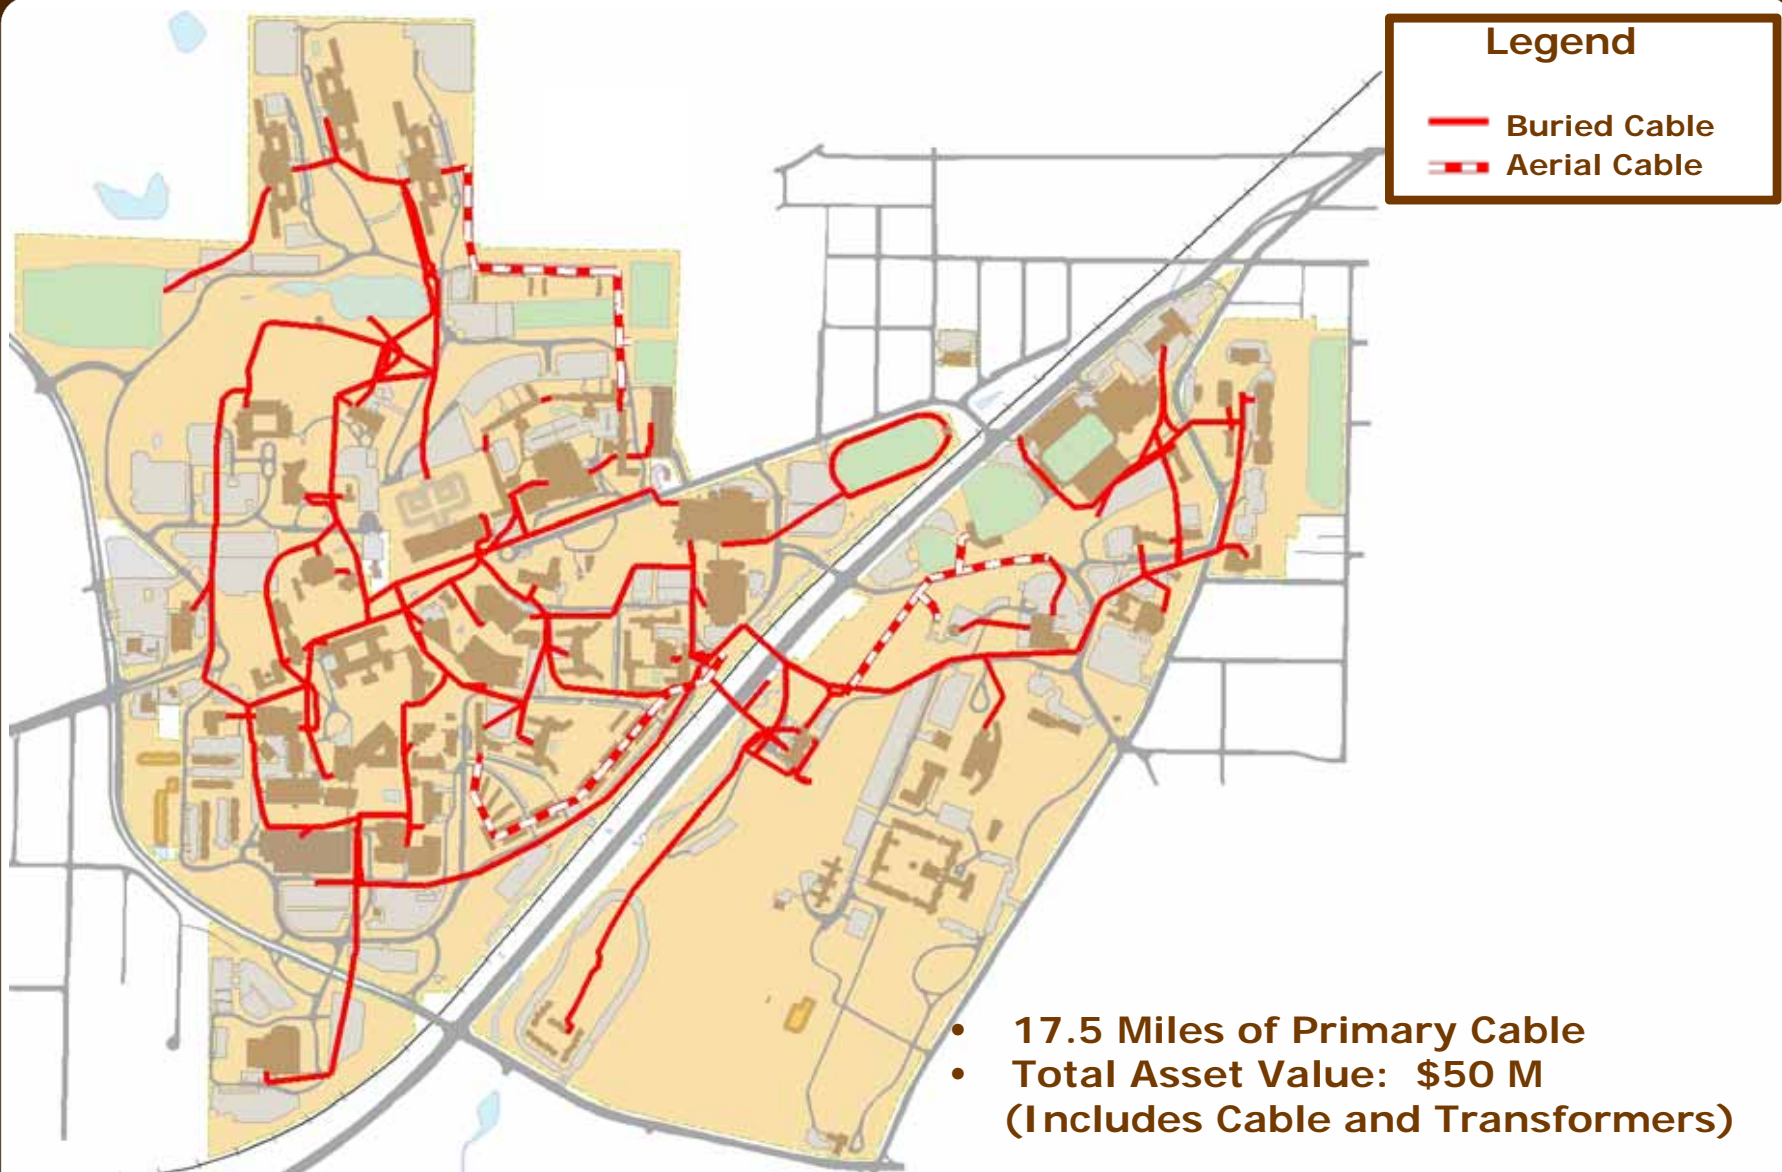 Legend
Buried Cable
Aerial Cable
• 17.5 Miles of Primary Cable
• Total Asset Value: $50 M
(Includes Cable and Transformers)